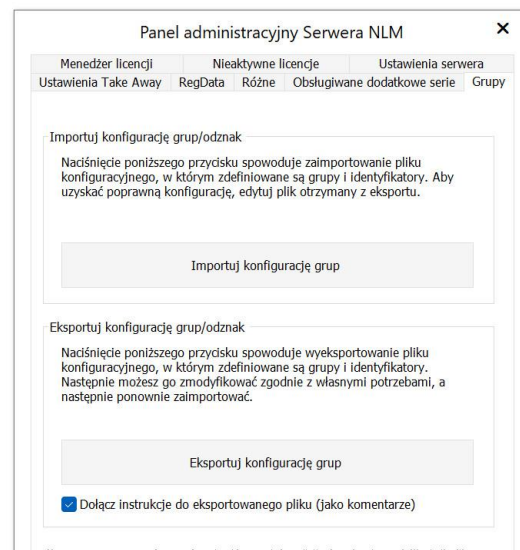 Panel administracyjny Serwera NLM
Menedżer licencji Nieaktywne licencje Ustawienia serwera
Ustawienia Take Away RegData Różne Obsługiwane dodatkowe serie Grupy
Importuj konfigurację grup/odznak
Naciśnięcie poniższego przycisku spowoduje zaimportowanie pliku
konfiguracyjnego, w którym zdefiniowane są grupy i identyfikatory. Aby
uzyskać poprawną konfigurację, edytuj plik otrzymany z eksportu.
Importuj konfigurację grup
Eksportuj konfigurację grup/odznak
Naciśnięcie poniższego przycisku spowoduje wyeksportowanie pliku
konfiguracyjnego, w którym zdefiniowane są grupy i identyfikatory.
Następnie możesz go zmodyfikować zgodnie z własnymi potrzebami, a
następnie ponownie zaimportować.
Eksportuj konfigurację grup
Dołącz instrukcje do eksportowanego pliku (jako komentarze)